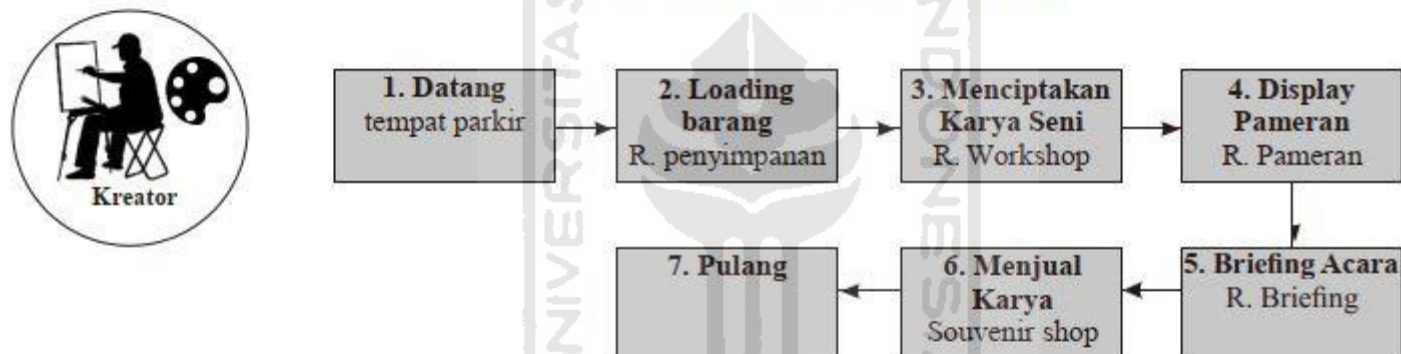 Kreator
1. Datang
tempat parkir
2. Loading
barang
R. penyimpanan
3. Menciptakan
Karya Seni
R. Workshop
4. Display
Pameran
R. Pameran
5. Briefing Acara
R. Briefing
6. Menjual
Karya
Souvenir shop
7. Pulang
UNIVERSITAS